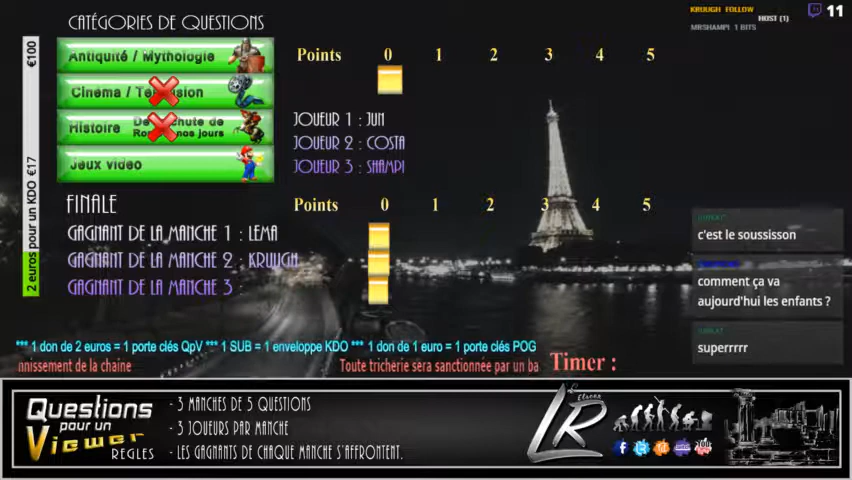 CATÉGORIES DE QUESTIONS
Antiquité / Mythologie
Cinéma /
Histoire
chute de
nos jours
Jeux video
€100
€17
2 euros pour un KDO
Points 0 1 2 3 4 5
JOUEUR 1 : JUN
JOUEUR 2 : COSTA
JOUEUR 3 : SHAMPI
FINALE
Points 0 1 2 3 4 5
GAGNANT DE LA MANCHE 1 : LEMA
GAGNANT DE LA MANCHE 2 : KRUUGH
GAGNANT DE LA MANCHE 3 :
KRUUGH FOLLOW
HOST (1)
MRSHAMPI 1 BITS
11
c'est le soussisson
comment ça va
aujourd'hui les enfants ?
superrrrr
*** 1 don de 2 euros = 1 porte clés QpV *** 1 SUB = 1 enveloppe KDO *** 1 don de 1 euro = 1 porte clés POG
nnissement de la chaine
Toute tricherie sera sanctionnée par un ba
Timer :
Questions
pour un
Viewer
REGLES
- 3 MANCHES DE 5 QUESTIONS
- 3 JOUEURS PAR MANCHE
- LES GAGNANTS DE CHAQUE MANCHE S'AFFRONTENT.
LR